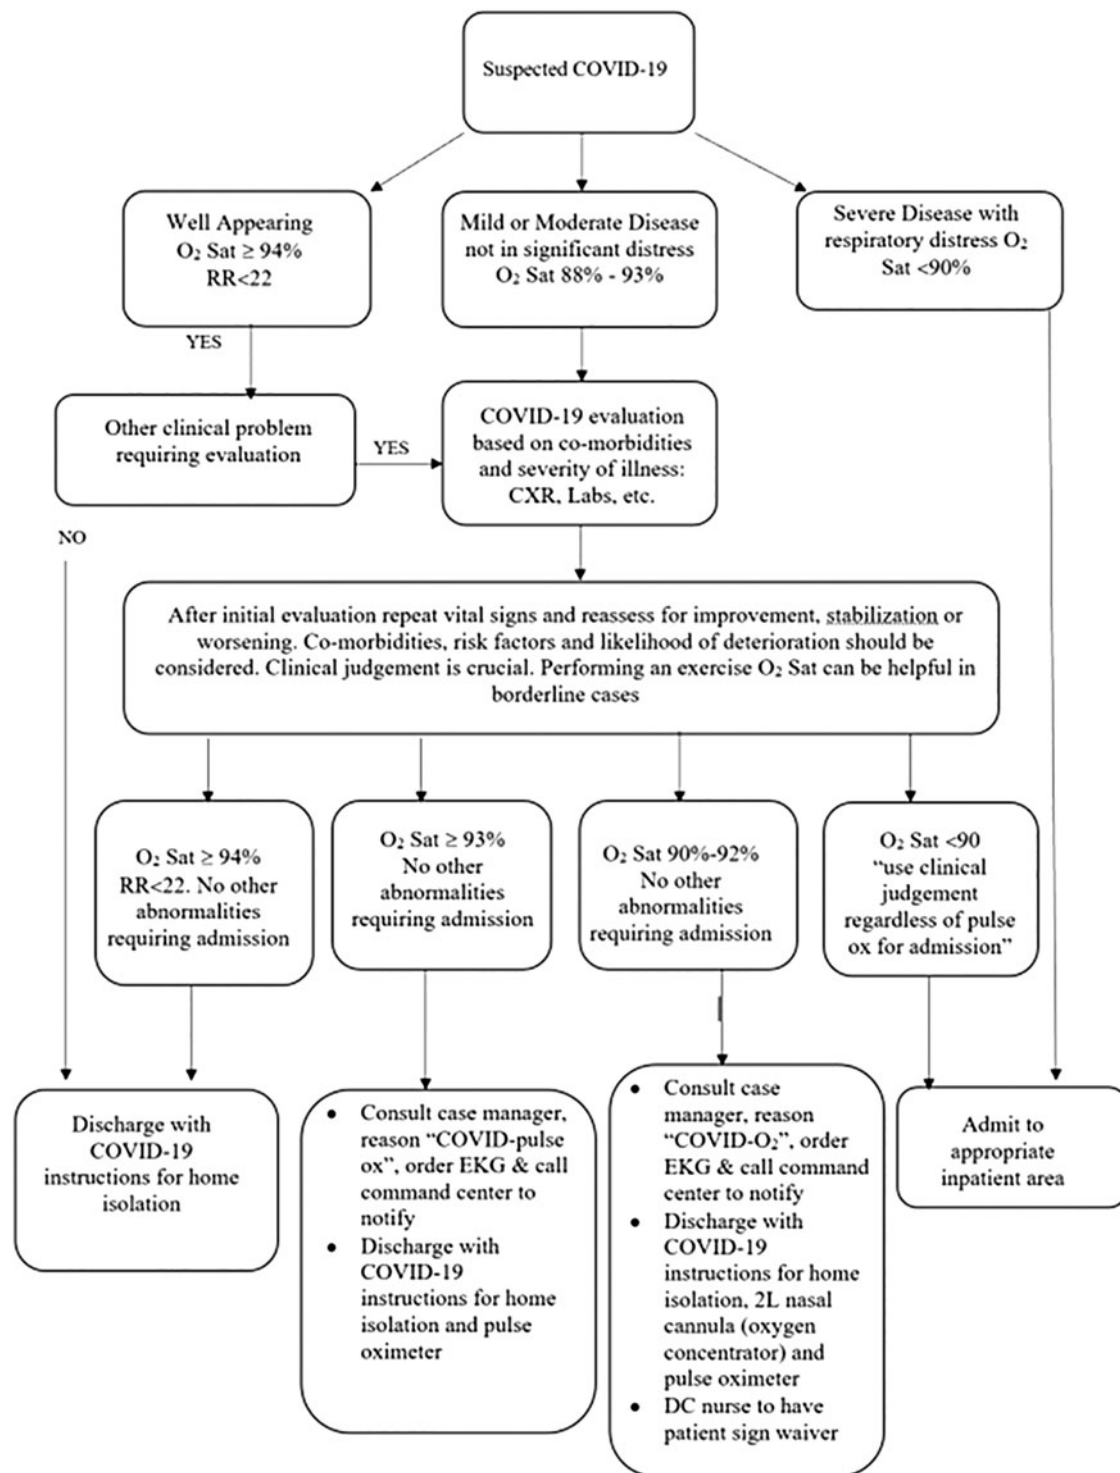 Suspected COVID-19
Well Appearing
O₂ Sat ≥ 94%
RR<22
Mild or Moderate Disease
not in significant distress
O₂ Sat 88% - 93%
Severe Disease with
respiratory distress O₂
Sat <90%
YES
Other clinical problem
requiring evaluation
YES
COVID-19 evaluation
based on co-morbidities
and severity of illness:
CXR, Labs, etc.
NO
After initial evaluation repeat vital signs and reassess for improvement, stabilization or
worsening. Co-morbidities, risk factors and likelihood of deterioration should be
considered. Clinical judgement is crucial. Performing an exercise O₂ Sat can be helpful in
borderline cases
O₂ Sat ≥ 94%
RR<22. No other
abnormalities
requiring admission
O₂ Sat ≥ 93%
No other
abnormalities
requiring admission
O₂ Sat 90%-92%
No other
abnormalities
requiring admission
O₂ Sat <90
“use clinical
judgement
regardless of pulse
ox for admission”
Discharge with
COVID-19
instructions for home
isolation
• Consult case manager,
reason “COVID-pulse
ox”, order EKG & call
command center to
notify
• Discharge with
COVID-19
instructions for home
isolation and pulse
oximeter
• Consult case
manager, reason
“COVID-O₂”, order
EKG & call command
center to notify
• Discharge with
COVID-19
instructions for home
isolation, 2L nasal
cannula (oxygen
concentrator) and
pulse oximeter
• DC nurse to have
patient sign waiver
Admit to
appropriate
inpatient area